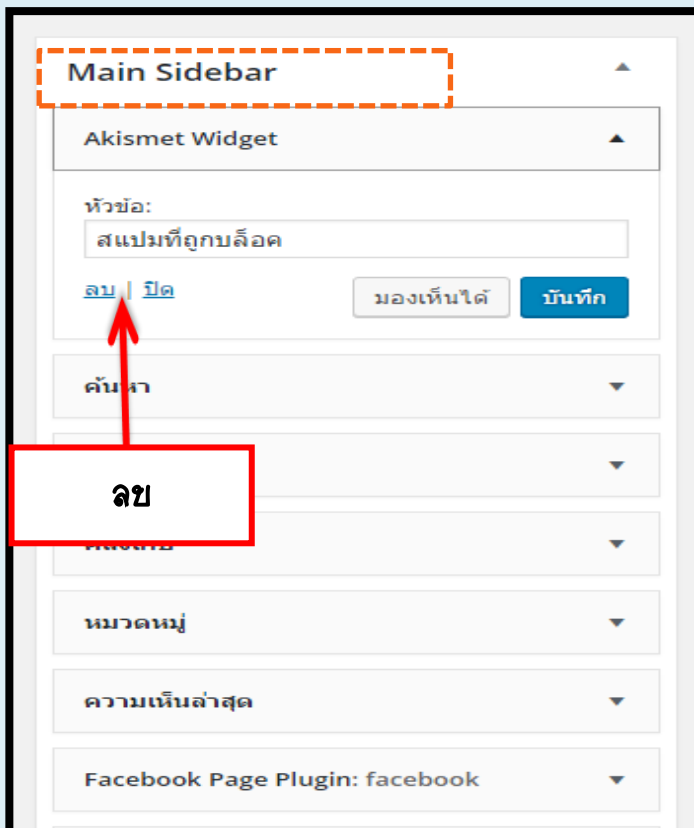 Main Sidebar
Akismet Widget
หัวข้อ:
สแปมที่ถูกบล็อค
ลบ | ปิด
มองเห็นได้
บันทึก
ค้นหา
ลบ
หมวดหมู่
ความเห็นล่าสุด
Facebook Page Plugin: facebook